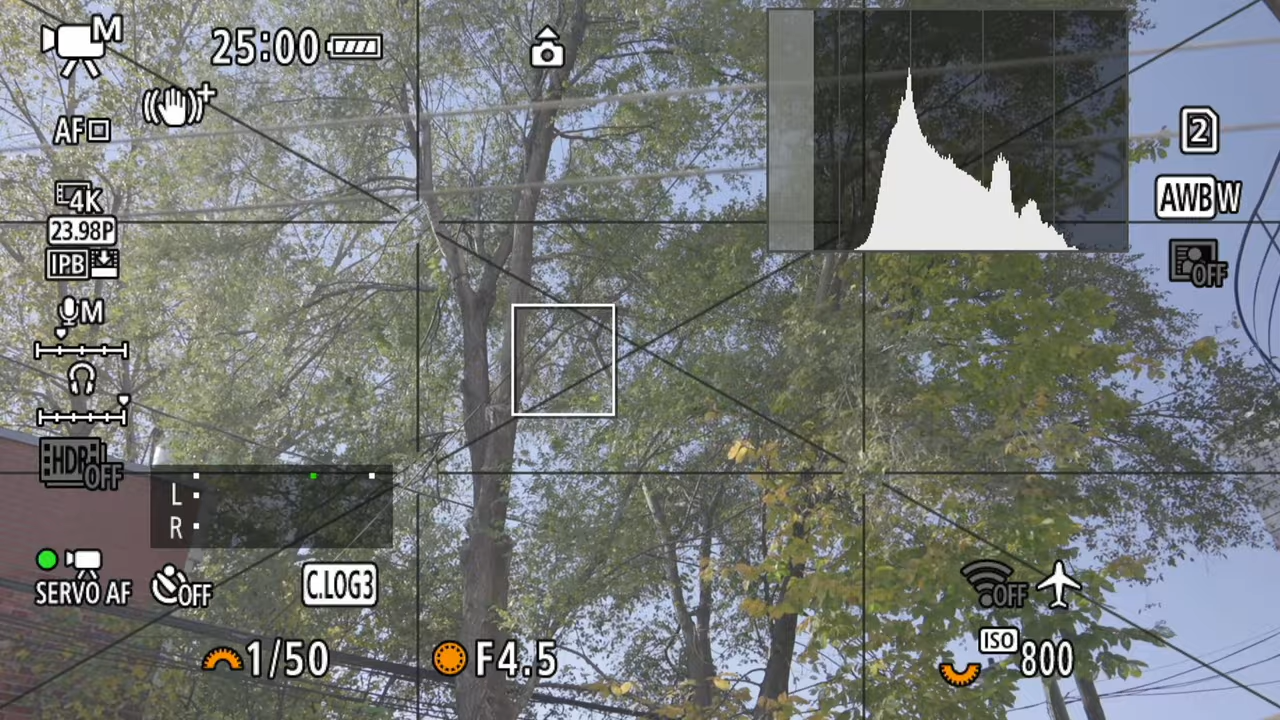 M
25:00
AF
2
4K
AWB W
23.98P
IPB
OFF
M
HDR OFF
L
R
SERVO AF
OFF
C.LOG3
OFF
1/50
F4.5
ISO 800